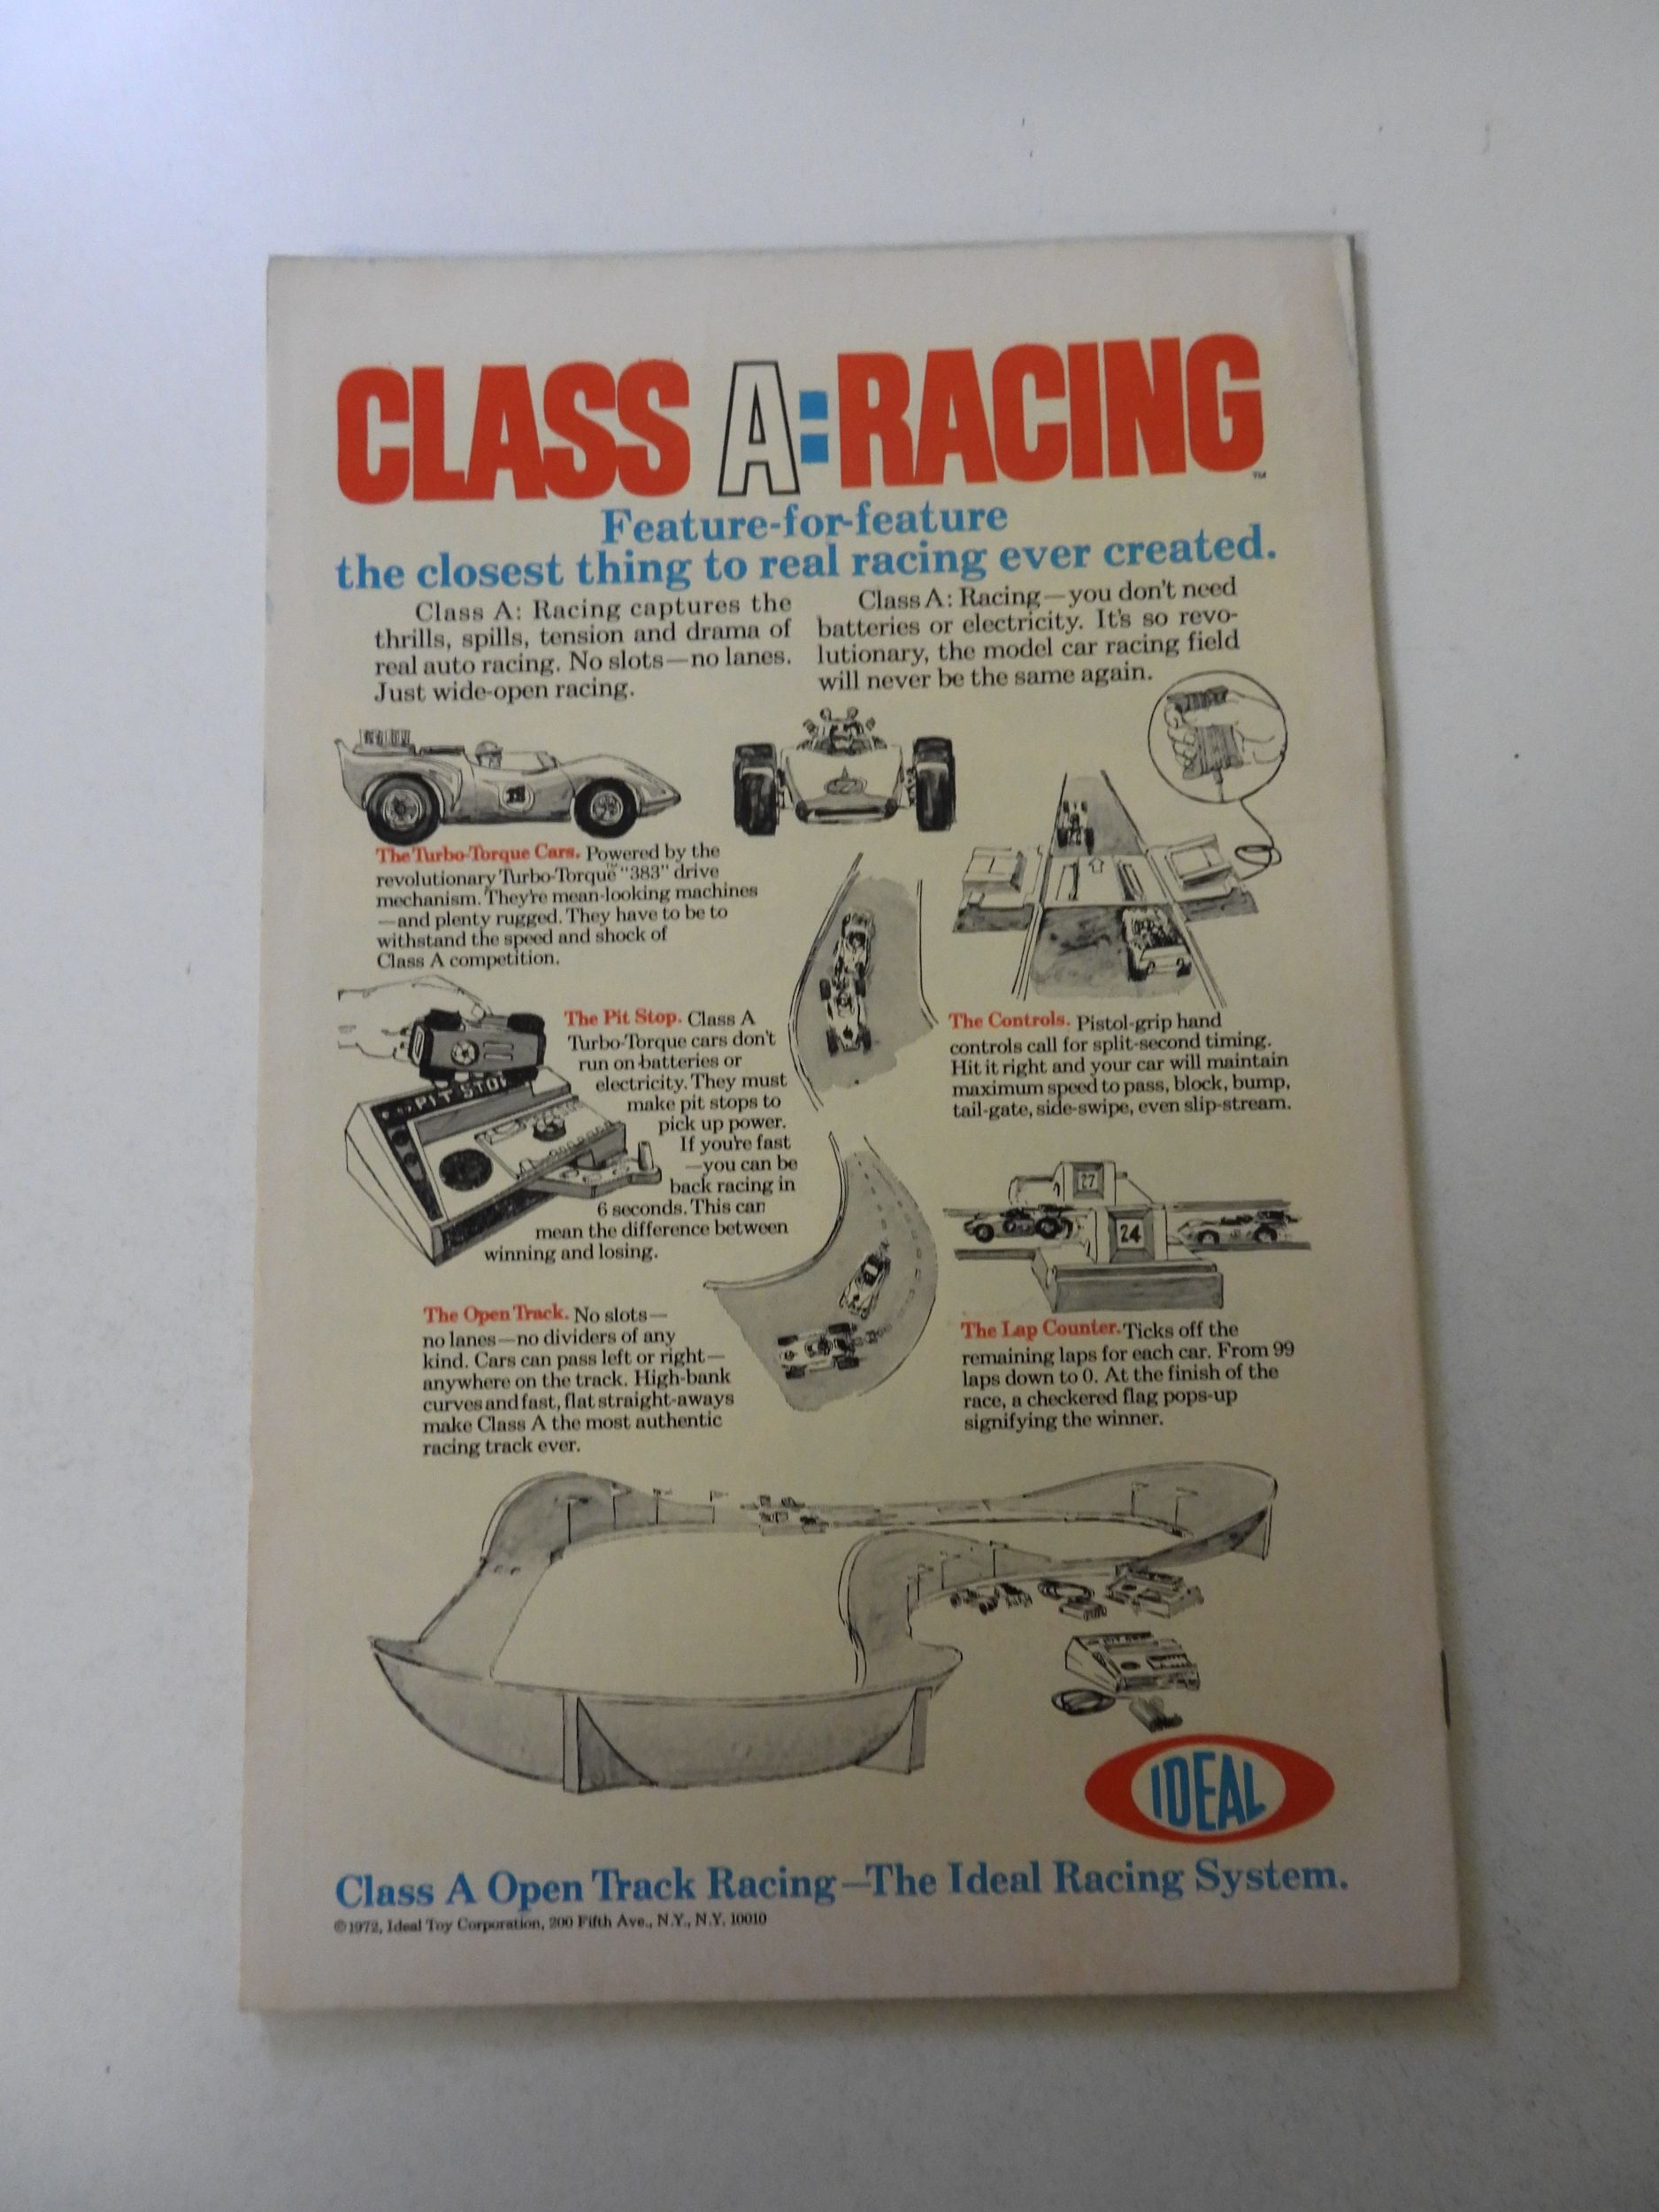 CLASS A:RACING
™
Feature-for-feature
the closest thing to real racing ever created.
Class A: Racing captures the
thrills, spills, tension and drama of
real auto racing. No slots—no lanes.
Just wide-open racing.
Class A: Racing—you don't need
batteries or electricity. It's so revo-
lutionary, the model car racing field
will never be the same again.
The Turbo-Torque Cars. Powered by the
revolutionary Turbo-Torque™ "383" drive
mechanism. They're mean-looking machines
—and plenty rugged. They have to be to
withstand the speed and shock of
Class A competition.
PIT STOP
The Pit Stop. Class A
Turbo-Torque cars don't
run on batteries or
electricity. They must
make pit stops to
pick up power.
If you're fast
—you can be
back racing in
6 seconds. This can
mean the difference between
winning and losing.
The Controls. Pistol-grip hand
controls call for split-second timing.
Hit it right and your car will maintain
maximum speed to pass, block, bump,
tail-gate, side-swipe, even slip-stream.
27
24
The Open Track. No slots—
no lanes—no dividers of any
kind. Cars can pass left or right—
anywhere on the track. High-bank
curves and fast, flat straight-aways
make Class A the most authentic
racing track ever.
The Lap Counter. Ticks off the
remaining laps for each car. From 99
laps down to 0. At the finish of the
race, a checkered flag pops-up
signifying the winner.
IDEAL
Class A Open Track Racing—The Ideal Racing System.
©1972, Ideal Toy Corporation, 200 Fifth Ave., N.Y., N.Y. 10010